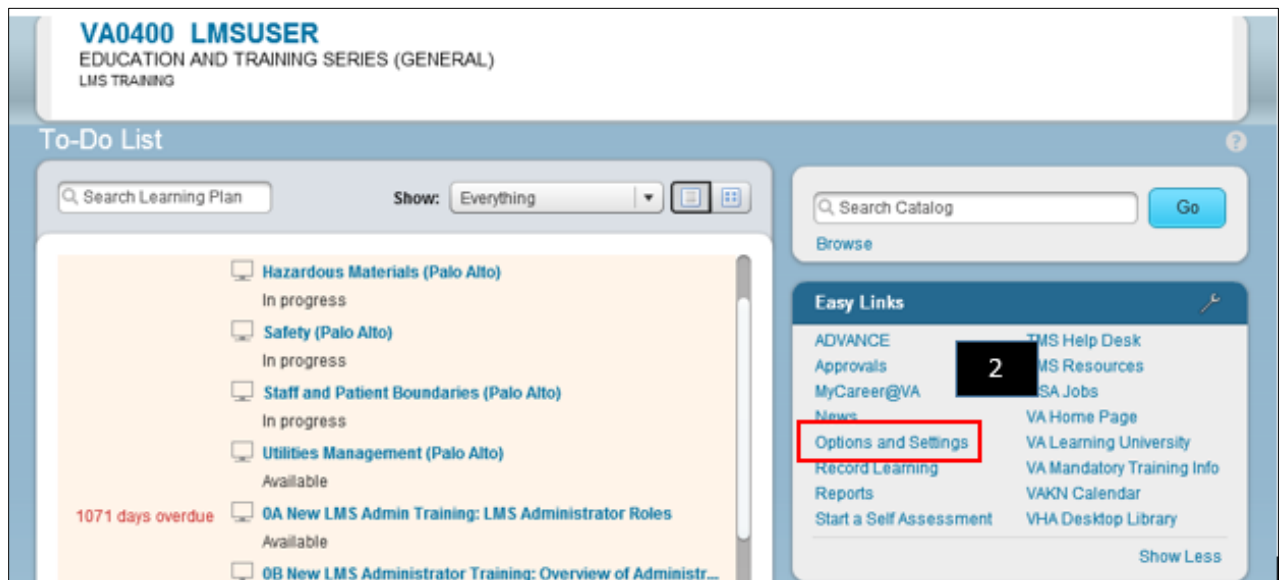 VA0400 LMSUSER
EDUCATION AND TRAINING SERIES (GENERAL)
LMS TRAINING
To-Do List
?
Search Learning Plan
Show: Everything
Hazardous Materials (Palo Alto)
In progress
Safety (Palo Alto)
In progress
Staff and Patient Boundaries (Palo Alto)
In progress
Utilities Management (Palo Alto)
Available
1071 days overdue 0A New LMS Admin Training: LMS Administrator Roles
Available
0B New LMS Administrator Training: Overview of Administr...
Search Catalog Go
Browse
Easy Links
ADVANCE TMS Help Desk
Approvals 2 MS Resources
MyCareer@VA SA Jobs
News VA Home Page
Options and Settings VA Learning University
Record Learning VA Mandatory Training Info
Reports VAKN Calendar
Start a Self Assessment VHA Desktop Library
Show Less